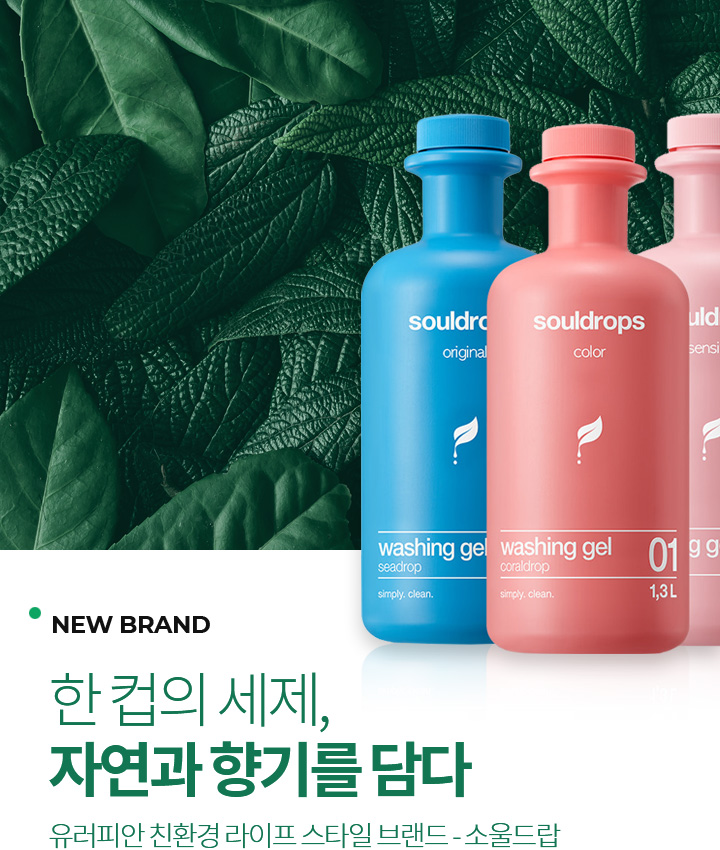 souldro
original
washing gel
seadrop
simply. clean.
souldrops
color
washing gel
01
coraldrop
simply. clean.
1,3 L
NEW BRAND
한 컵의 세제,
자연과 향기를 담다
유러피안 친환경 라이프 스타일 브랜드 - 소울드랍